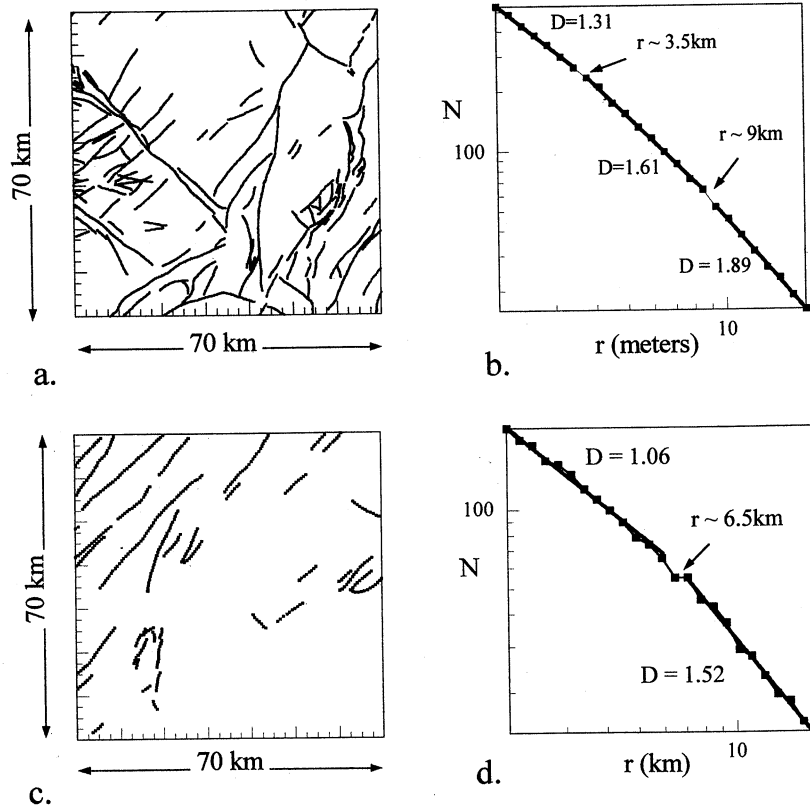 70 km
70 km
a.
D=1.31
r ~ 3.5km
N
100
r ~ 9km
D=1.61
D = 1.89
10
r (meters)
b.
70 km
70 km
c.
D = 1.06
100
r ~ 6.5km
N
D = 1.52
10
r (km)
d.